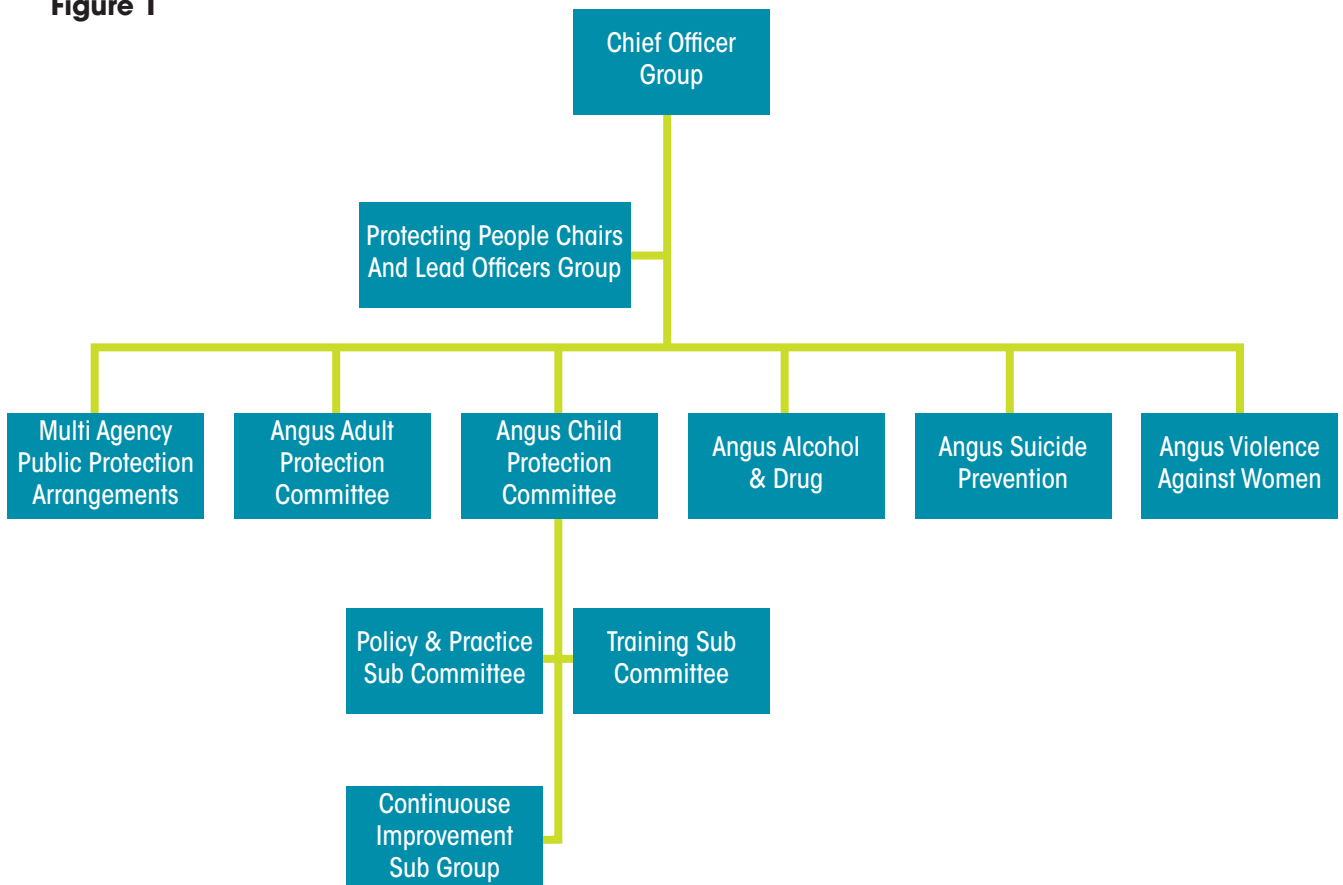 Figure 1
Chief Officer
Group
Protecting People Chairs
And Lead Officers Group
Multi Agency
Public Protection
Arrangements
Angus Adult
Protection
Committee
Angus Child
Protection
Committee
Angus Alcohol
& Drug
Angus Suicide
Prevention
Angus Violence
Against Women
Policy & Practice
Sub Committee
Training Sub
Committee
Continuouse
Improvement
Sub Group